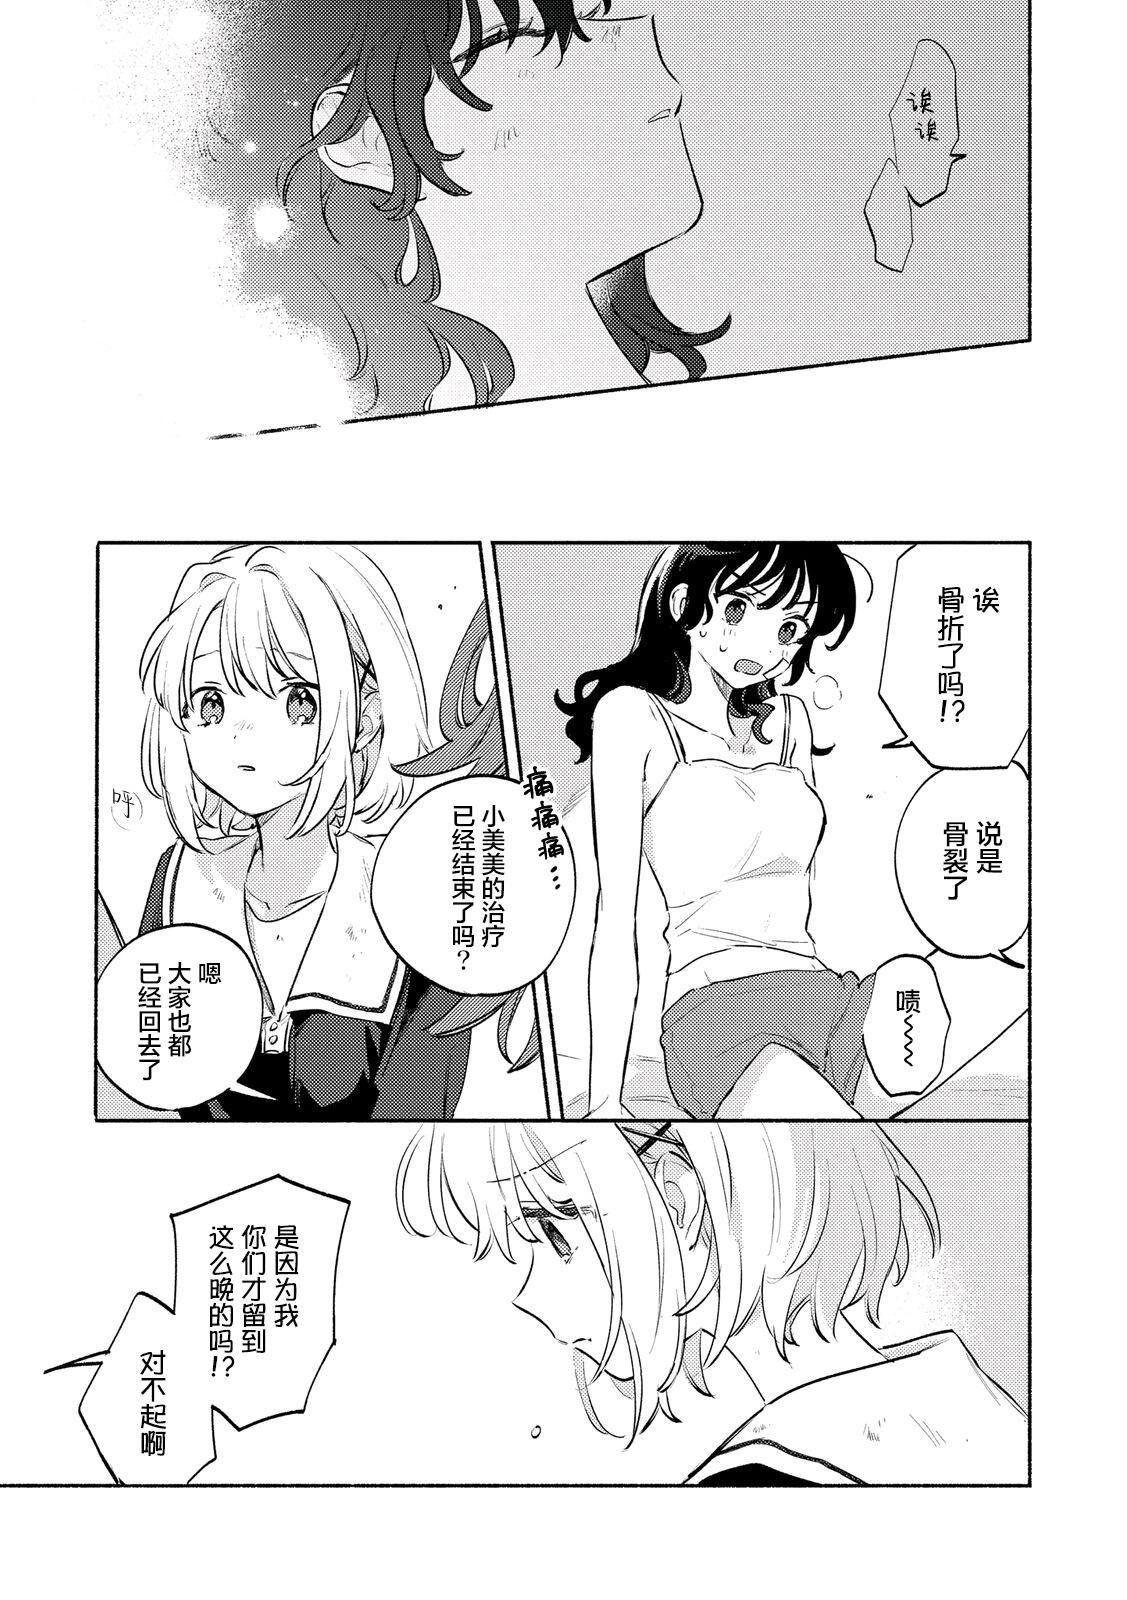 诶
诶
诶
骨折了吗!?
说是
骨裂了
啧~~
痛痛痛…
小美美的治疗
已经结束了吗？
呼
嗯
大家也都
已经回去了
是因为我
你们才留到
这么晚的吗!?
对不起啊